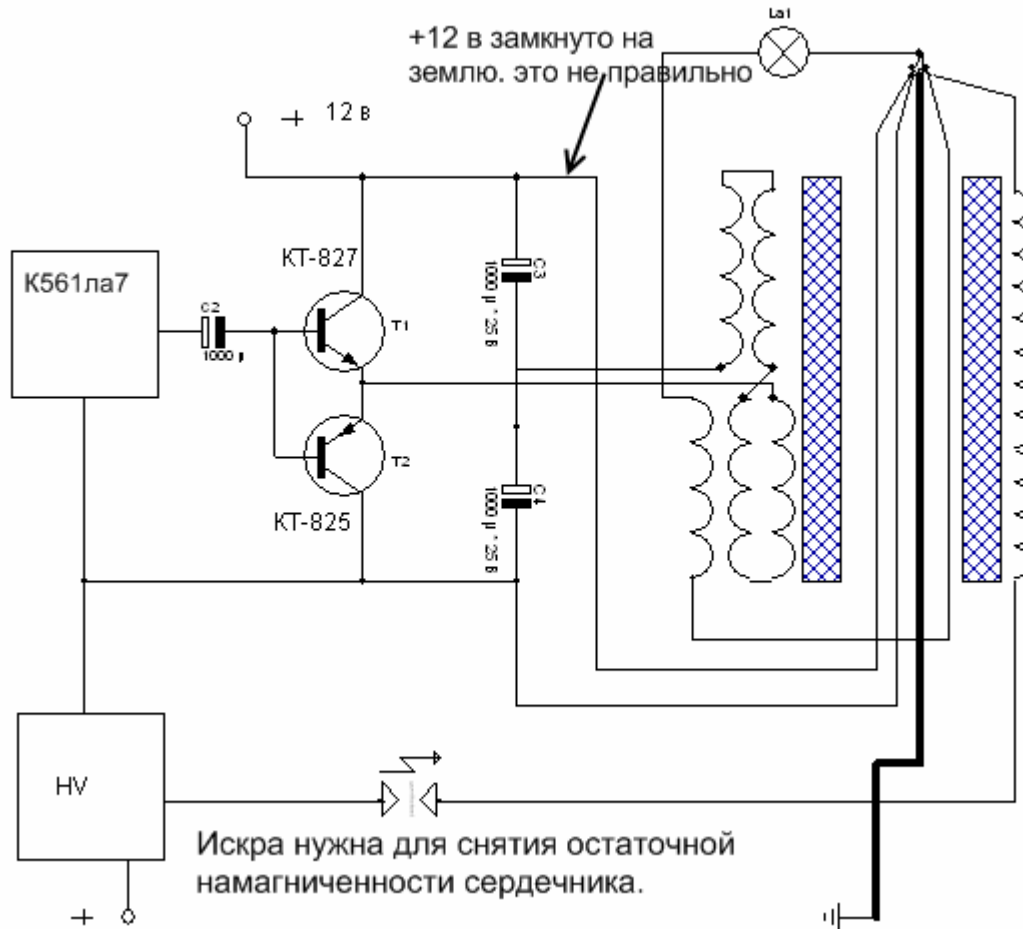 La1
+12 в замкнуто на
землю. это не правильно
+ 12 в
КТ-827
К561ла7
C2
1000 µ
T1
C3
1000 µ * 25 В
T2
КТ-825
C4
1000 µ * 25 В
HV
Искра нужна для снятия остаточной
намагниченности сердечника.
+